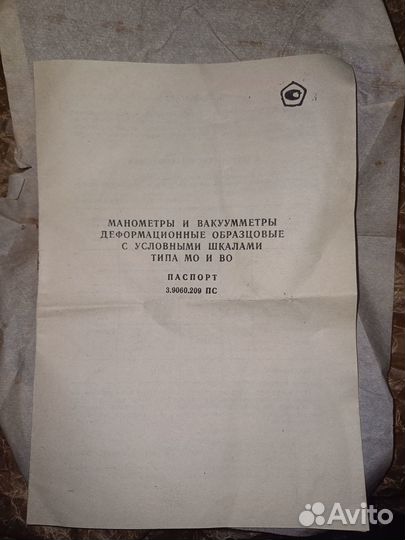 МАНОМЕТРЫ И ВАКУУММЕТРЫ
ДЕФОРМАЦИОННЫЕ ОБРАЗЦОВЫЕ
С УСЛОВНЫМИ ШКАЛАМИ
ТИПА МО И ВО
ПАСПОРТ
3.9060.209 ПС
Avito